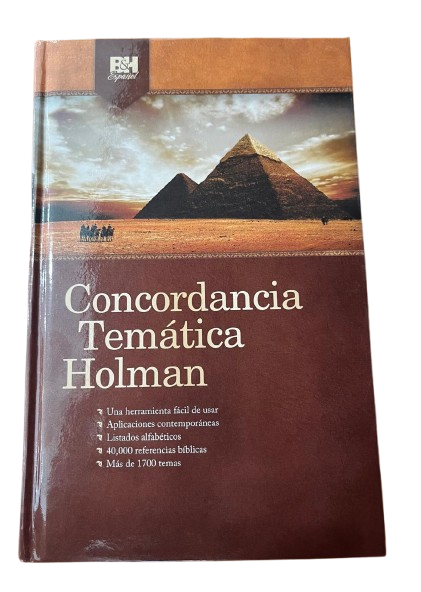 B&H
Español
Concordancia
Temática
Holman
Una herramienta fácil de usar
Aplicaciones contemporáneas
Listados alfabéticos
40,000 referencias bíblicas
Más de 1700 temas